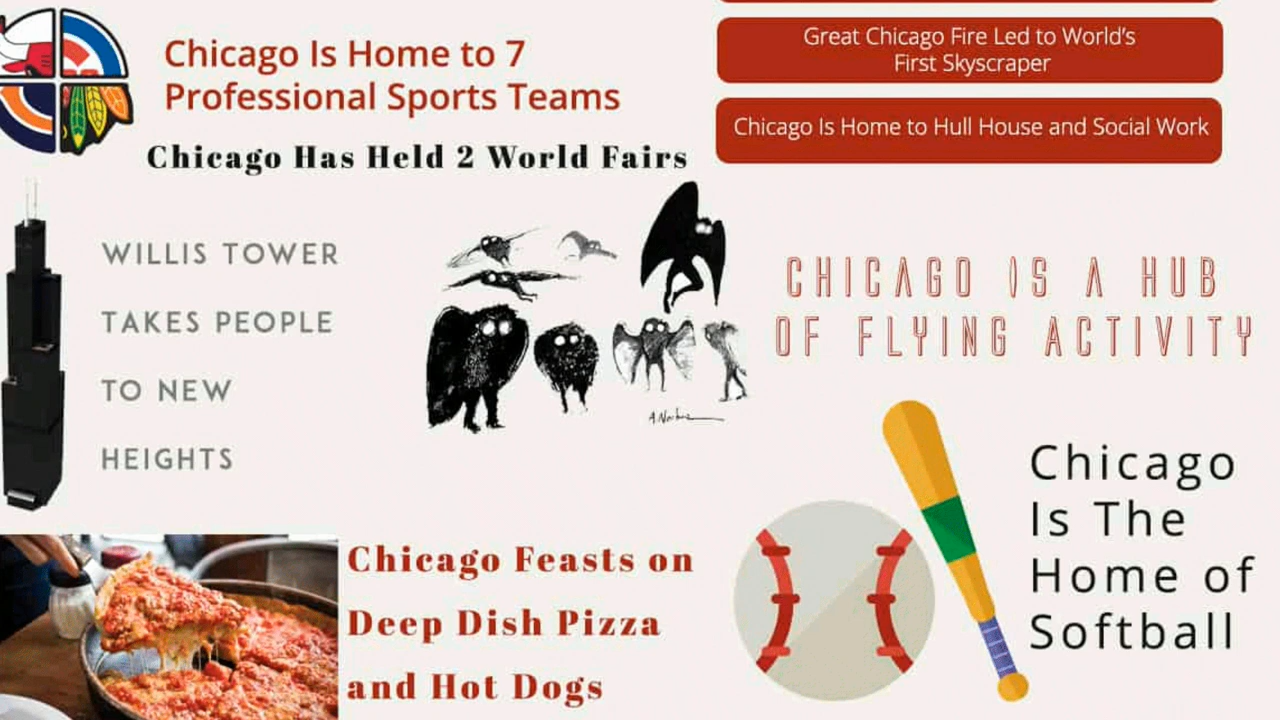 Chicago Is Home to 7
Professional Sports Teams
Chicago Has Held 2 World Fairs
Great Chicago Fire Led to World's
First Skyscraper
Chicago Is Home to Hull House and Social Work
WILLIS TOWER
TAKES PEOPLE
TO NEW
HEIGHTS
CHICAGO IS A HUB
OF FLYING ACTIVITY
Chicago Feasts on
Deep Dish Pizza
and Hot Dogs
Chicago
Is The
Home of
Softball